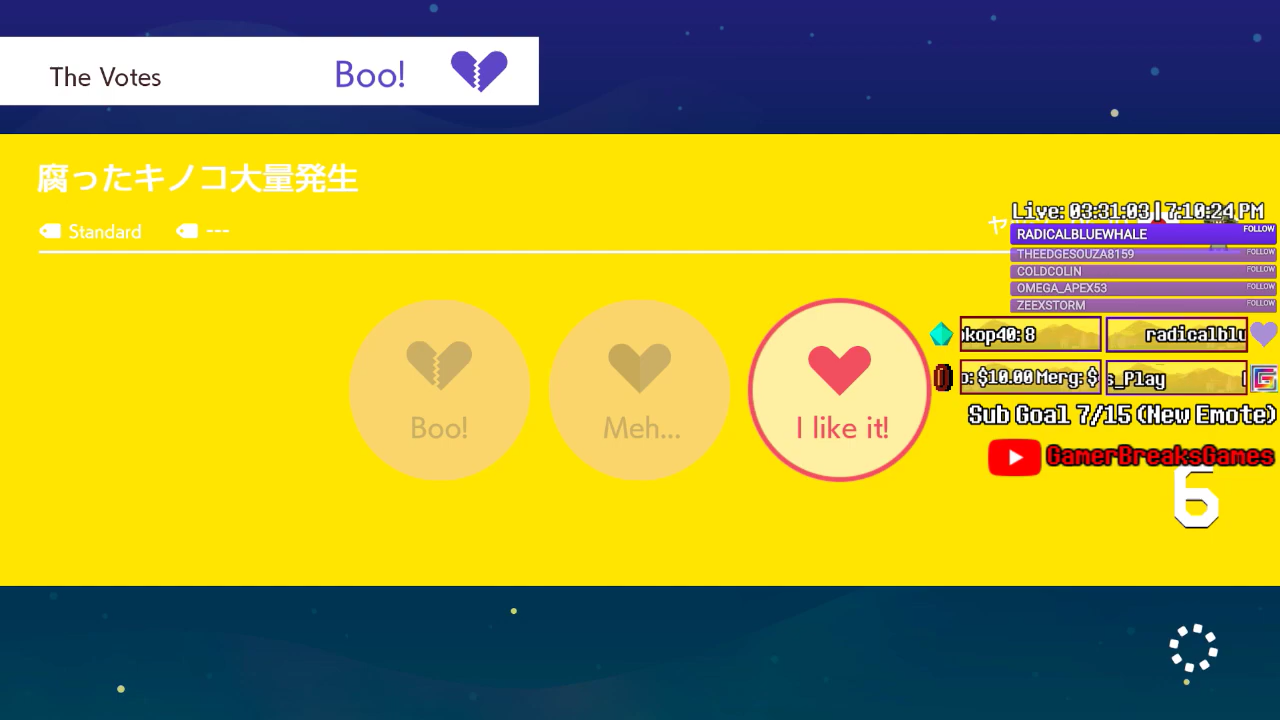 The Votes Boo!
腐ったキノコ大量発生
Standard ---
Live: 03:31:03 | 7:10:24 PM
RADICALBLUEWHALE FOLLOW
THEEDGESOUZA8159 FOLLOW
COLDCOLIN FOLLOW
OMEGA_APEX53 FOLLOW
ZEEXSTORM FOLLOW
okop40: 8 radicalblu
: $10.00 Merg: $ s_Play
Boo! Meh... I like it!
Sub Goal 7/15 (New Emote)
GamerBreaksGames
6